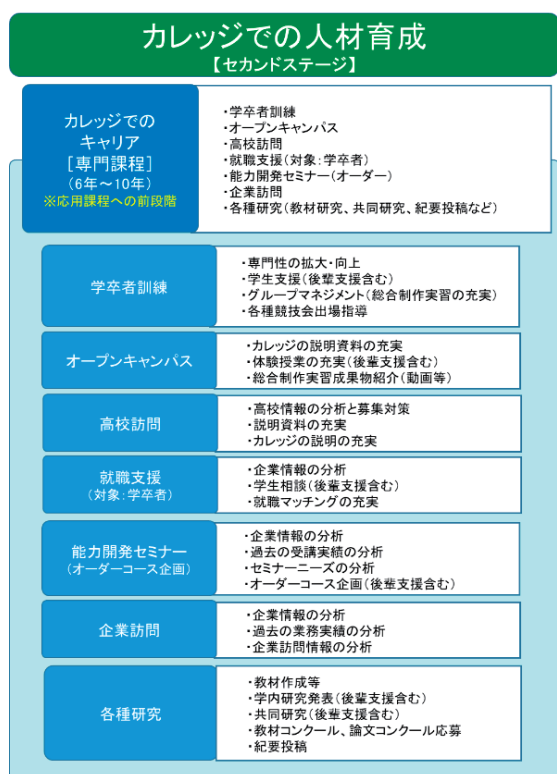 カレッジでの人材育成
【セカンドステージ】
カレッジでの
キャリア
[専門課程]
(6年～10年)
※応用課程への前段階
・学卒者訓練
・オープンキャンパス
・高校訪問
・就職支援(対象:学卒者)
・能力開発セミナー(オーダー)
・企業訪問
・各種研究(教材研究、共同研究、紀要投稿など)
学卒者訓練
・専門性の拡大・向上
・学生支援(後輩支援含む)
・グループマネジメント(総合制作実習の充実)
・各種競技会出場指導
オープンキャンパス
・カレッジの説明資料の充実
・体験授業の充実(後輩支援含む)
・総合制作実習成果物紹介(動画等)
高校訪問
・高校情報の分析と募集対策
・説明資料の充実
・カレッジの説明の充実
就職支援
(対象:学卒者)
・企業情報の分析
・学生相談(後輩支援含む)
・就職マッチングの充実
能力開発セミナー
(オーダーコース企画)
・企業情報の分析
・過去の受講実績の分析
・セミナーニーズの分析
・オーダーコース企画(後輩支援含む)
企業訪問
・企業情報の分析
・過去の業務実績の分析
・企業訪問情報の分析
各種研究
・教材作成等
・学内研究発表(後輩支援含む)
・共同研究(後輩支援含む)
・教材コンクール、論文コンクール応募
・紀要投稿